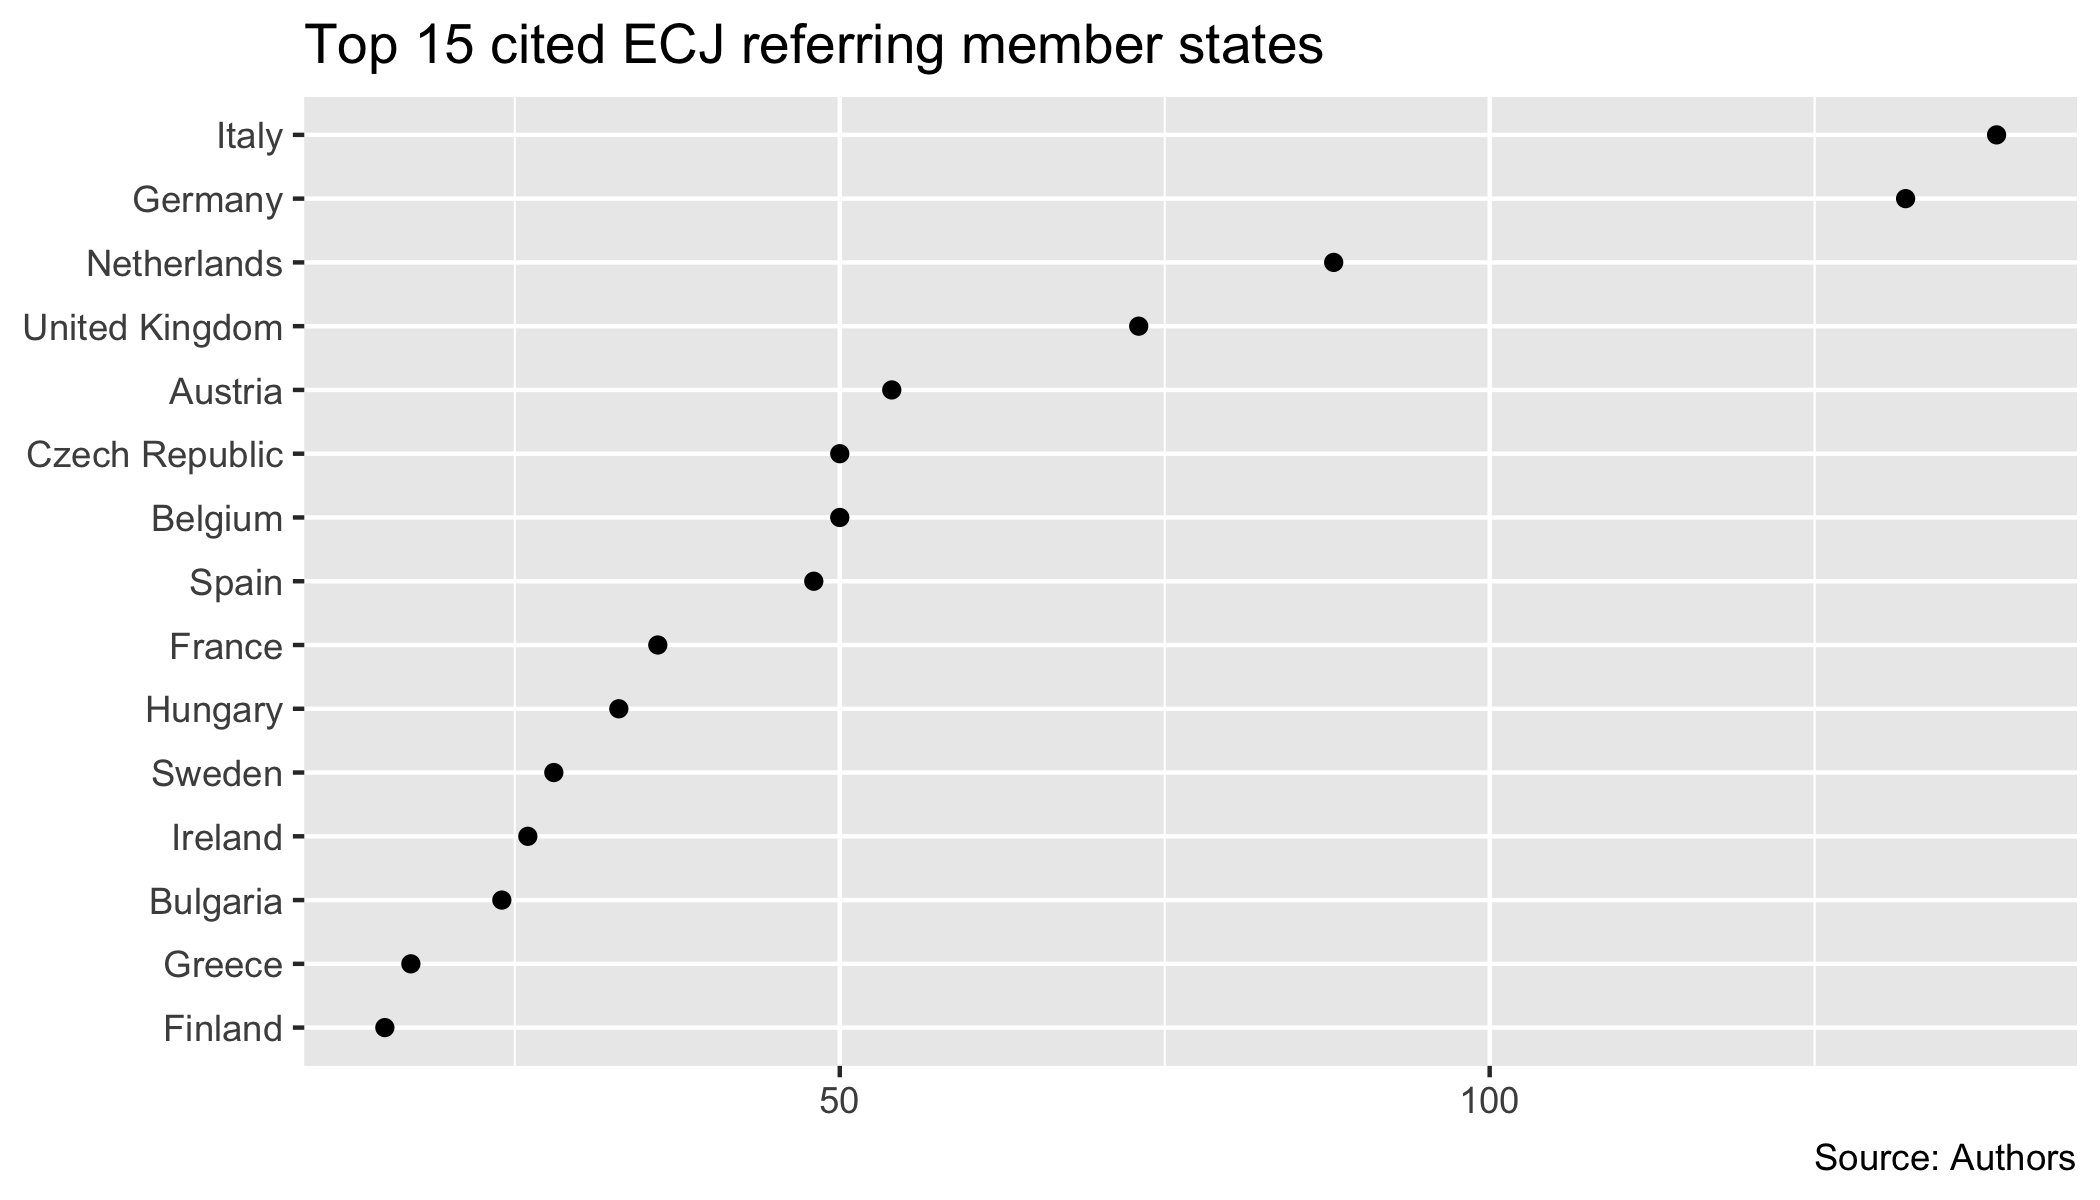 Top 15 cited ECJ referring member states
Italy
Germany
Netherlands
United Kingdom
Austria
Czech Republic
Belgium
Spain
France
Hungary
Sweden
Ireland
Bulgaria
Greece
Finland
50 100
Source: Authors